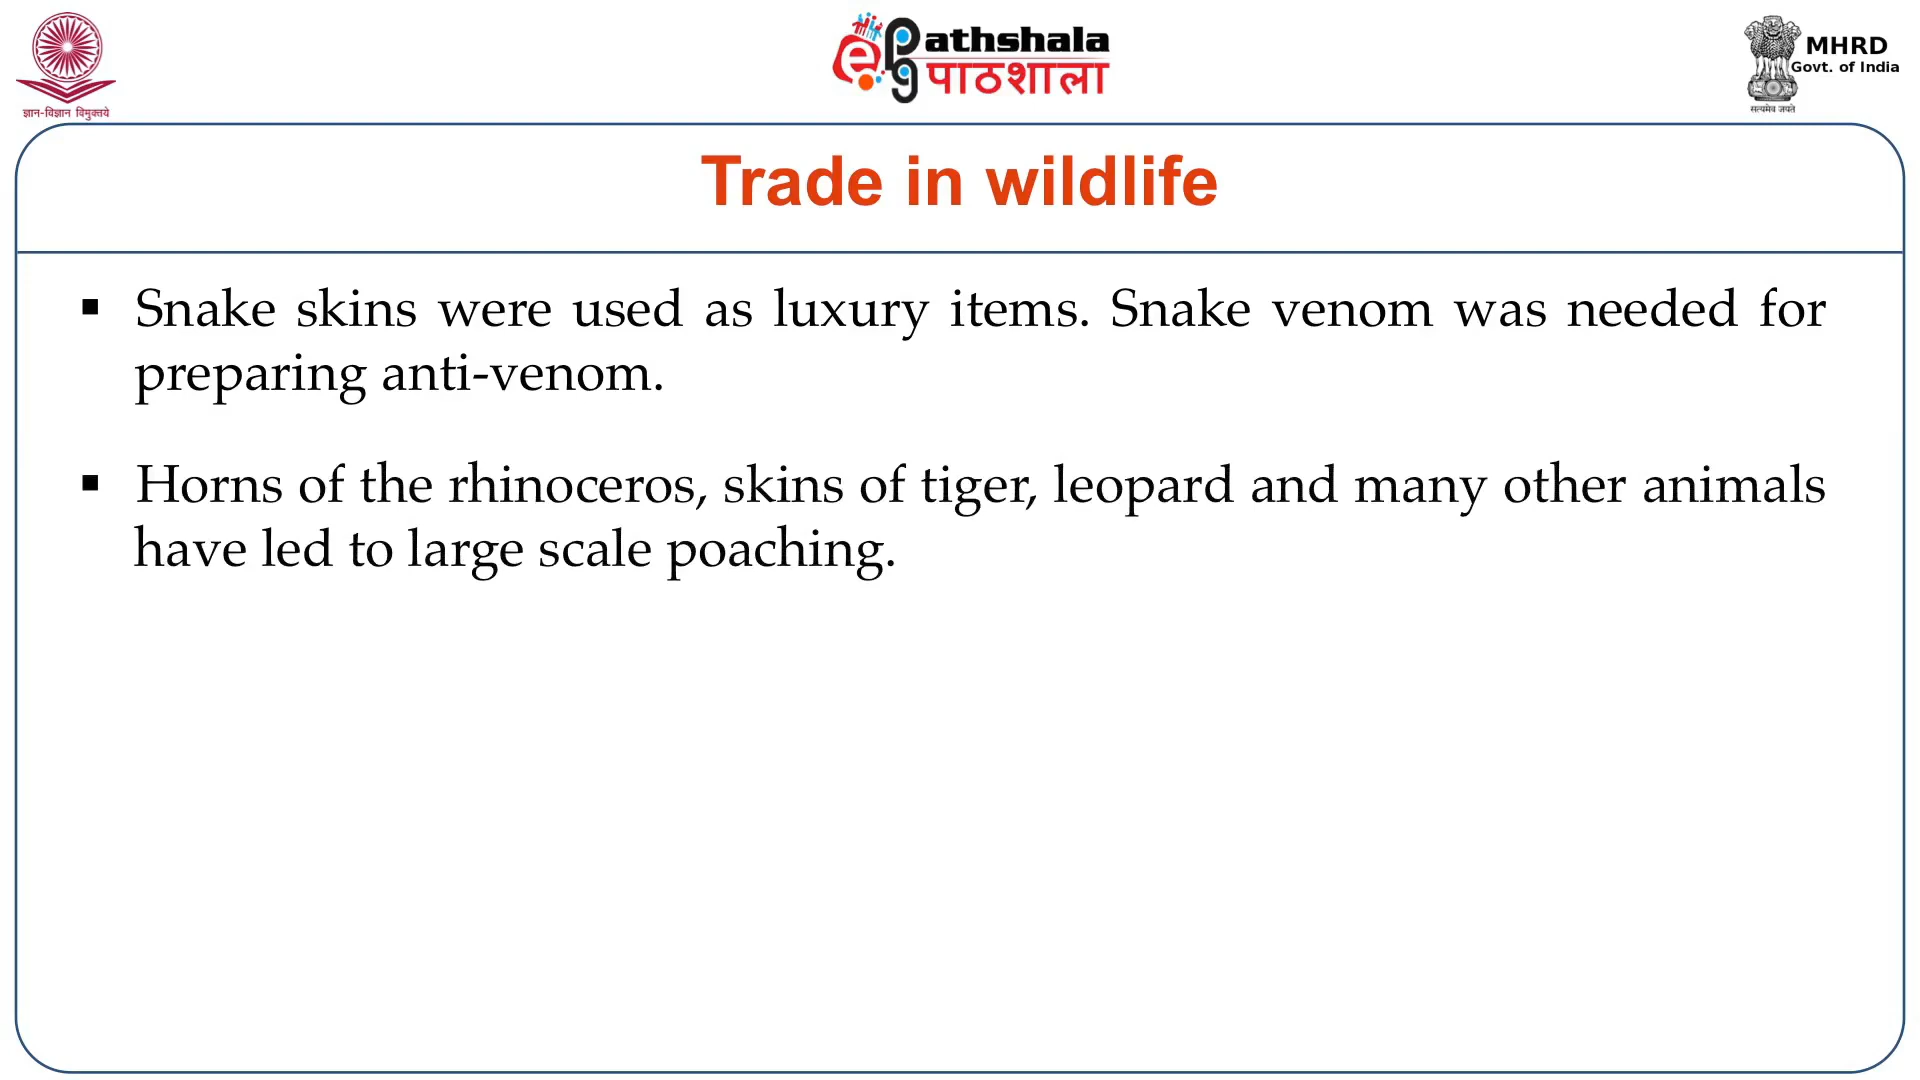 ज्ञान-विज्ञान विमुक्तये
ePathshala
पाठशाला
MHRD
Govt. of India
सत्यमेव जयते
Trade in wildlife
▪ Snake skins were used as luxury items. Snake venom was needed for
preparing anti-venom.
▪ Horns of the rhinoceros, skins of tiger, leopard and many other animals
have led to large scale poaching.